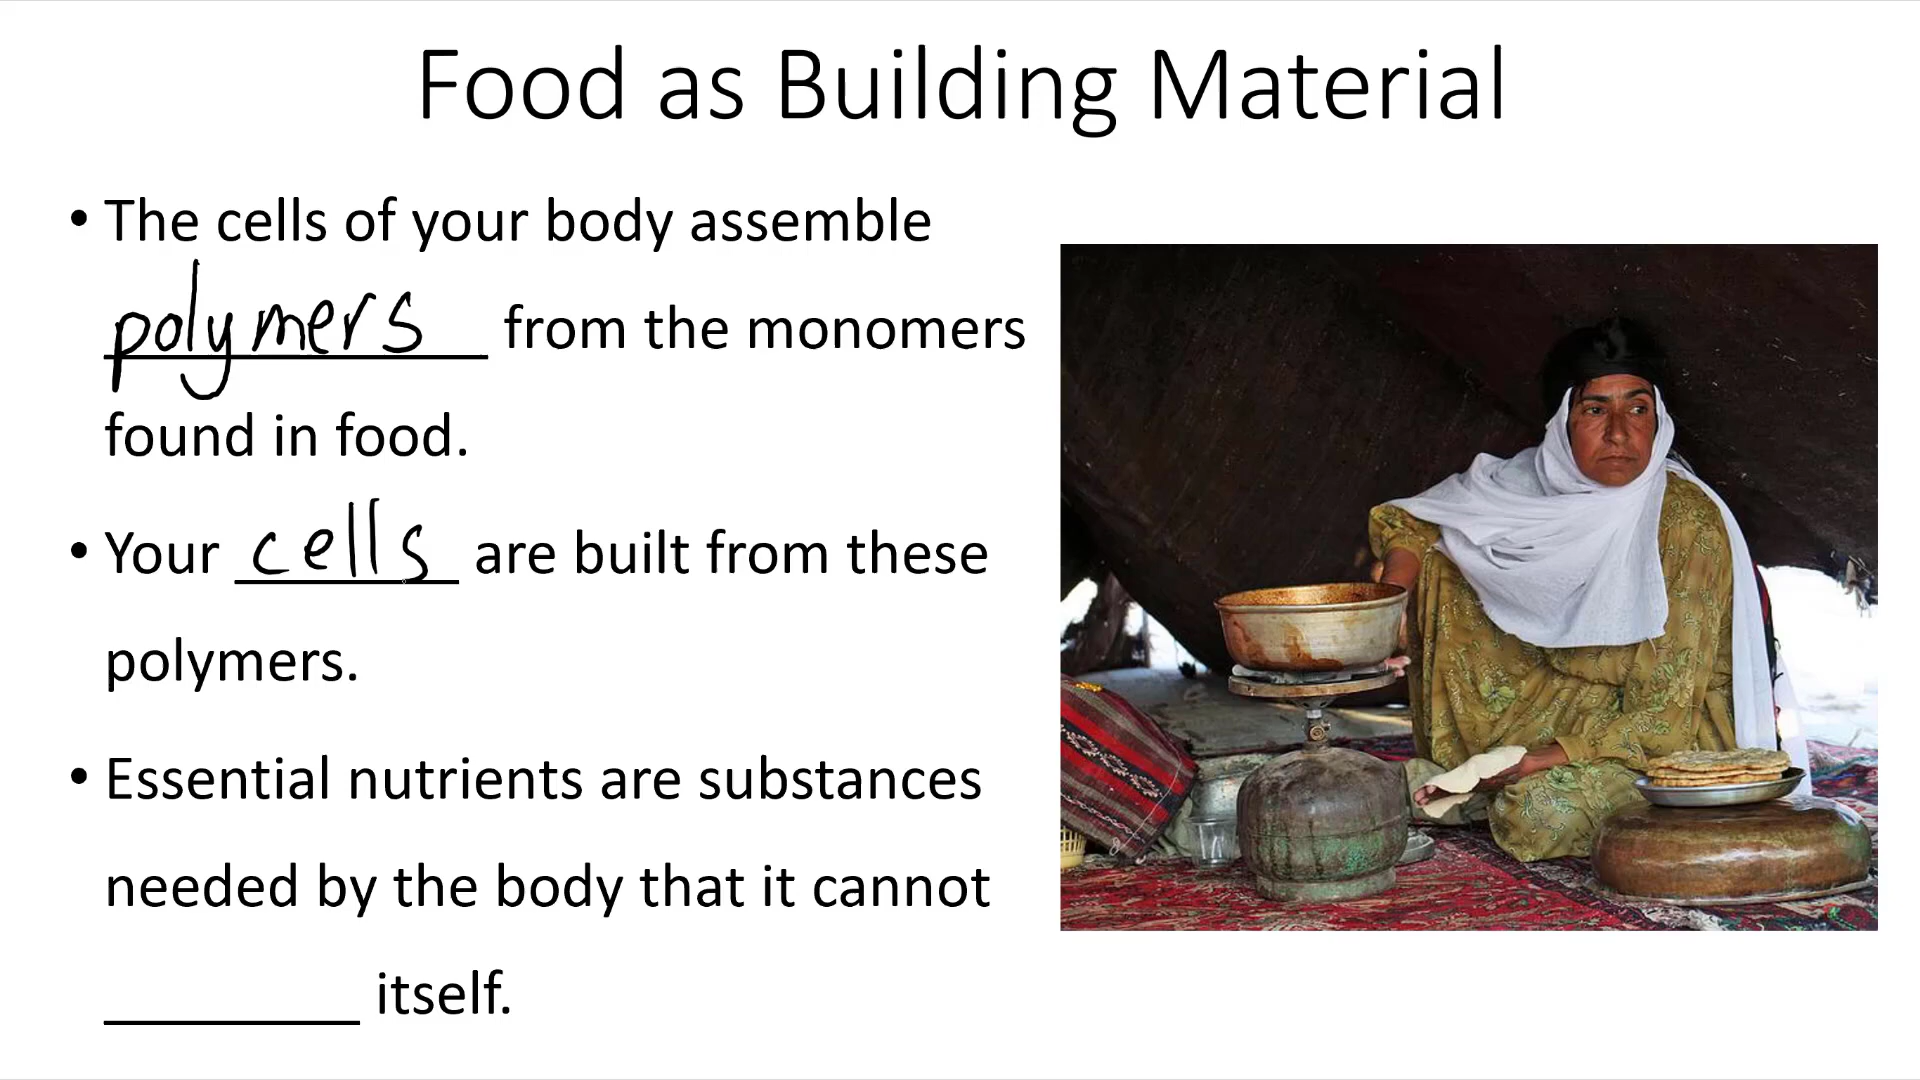 Food as Building Material
• The cells of your body assemble
polymers from the monomers
found in food.
• Your cells are built from these
polymers.
• Essential nutrients are substances
needed by the body that it cannot
__________ itself.